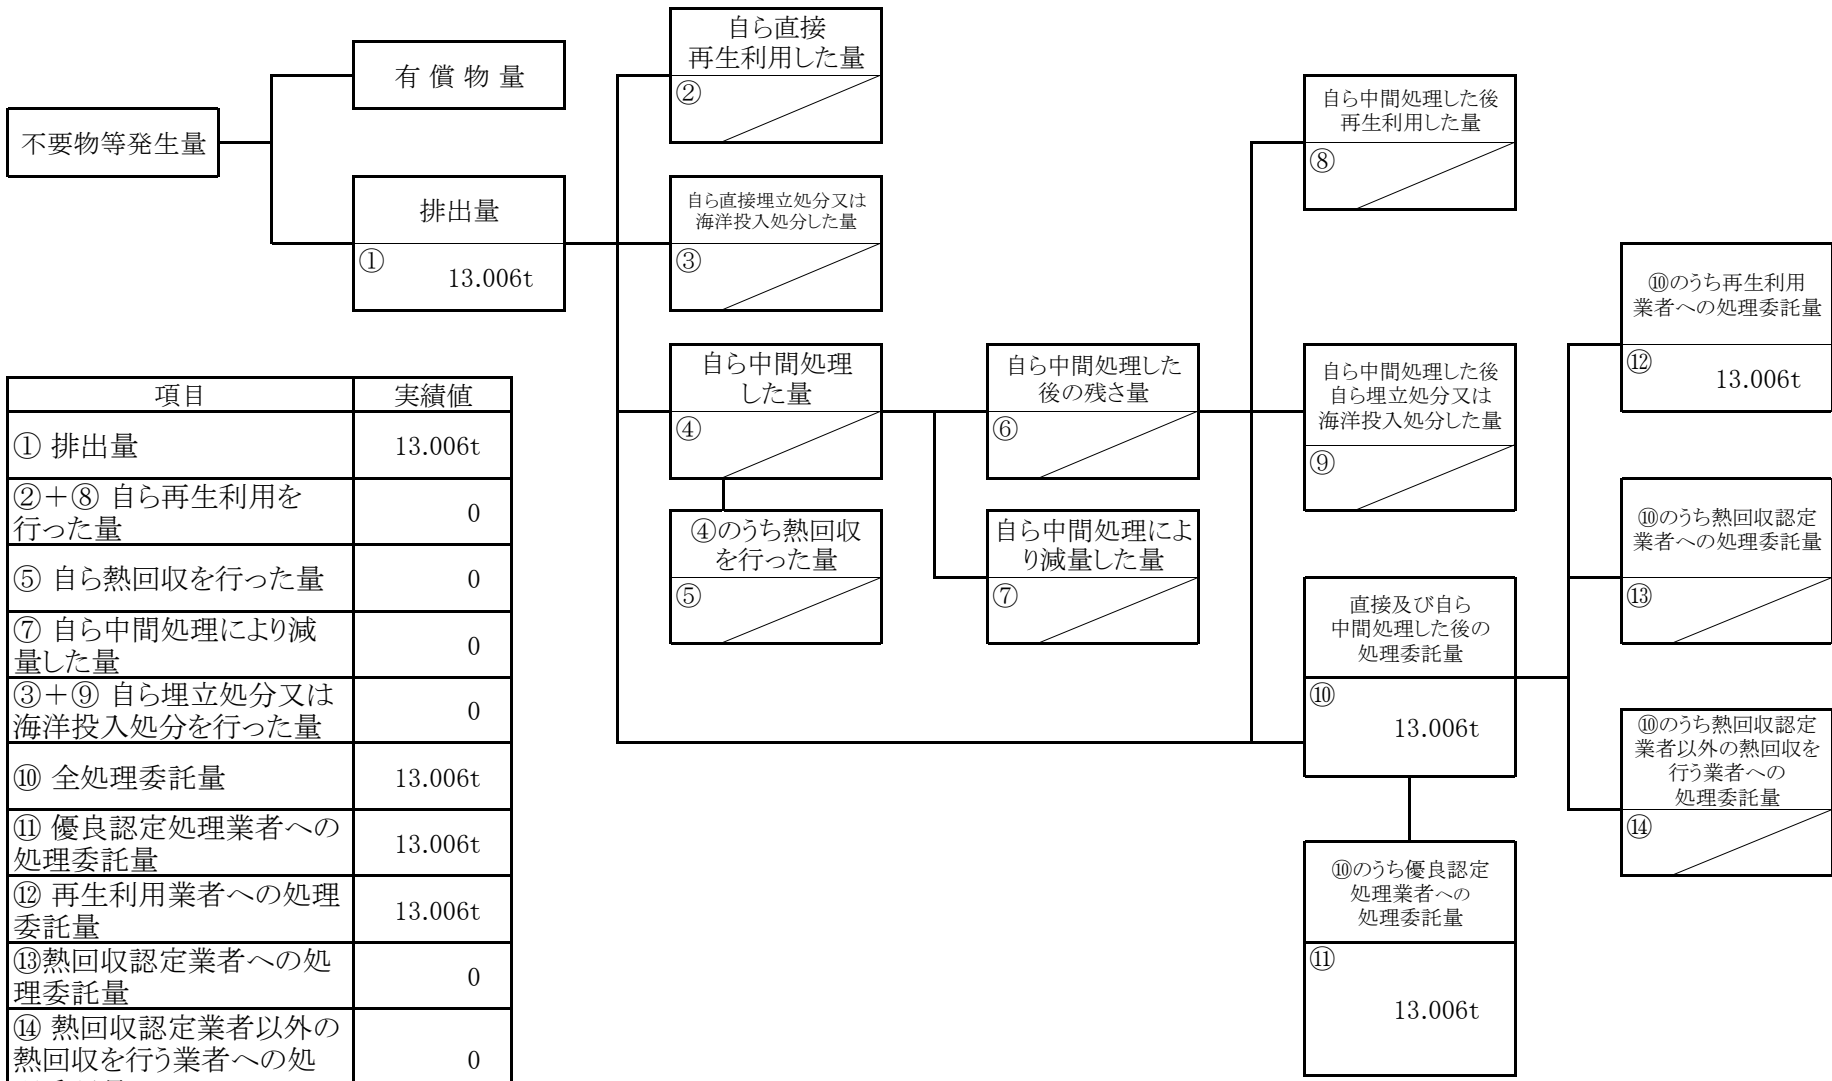 自ら直接
再生利用した量
②
有 償 物 量
不要物等発生量
排出量
①
13.006t
自ら直接埋立処分又は
海洋投入処分した量
③
自ら中間処理
した量
④
④のうち熱回収
を行った量
⑤
自ら中間処理した
後の残さ量
⑥
自ら中間処理によ
り減量した量
⑦
自ら中間処理した後
再生利用した量
⑧
自ら中間処理した後
自ら埋立処分又は
海洋投入処分した量
⑨
直接及び自ら
中間処理した後の
処理委託量
⑩
13.006t
⑩のうち優良認定
処理業者への
処理委託量
⑪
13.006t
⑩のうち再生利用
業者への処理委託量
⑫
13.006t
⑩のうち熱回収認定
業者への処理委託量
⑬
⑩のうち熱回収認定
業者以外の熱回収を
行う業者への
処理委託量
⑭
項目 実績値
① 排出量 13.006t
②＋⑧ 自ら再生利用を
行った量 0
⑤ 自ら熱回収を行った量 0
⑦ 自ら中間処理により減
量した量 0
③＋⑨ 自ら埋立処分又は
海洋投入処分を行った量 0
⑩ 全処理委託量 13.006t
⑪ 優良認定処理業者への
処理委託量 13.006t
⑫ 再生利用業者への処理
委託量 13.006t
⑬熱回収認定業者への処
理委託量 0
⑭ 熱回収認定業者以外の
熱回収を行う業者への処 0